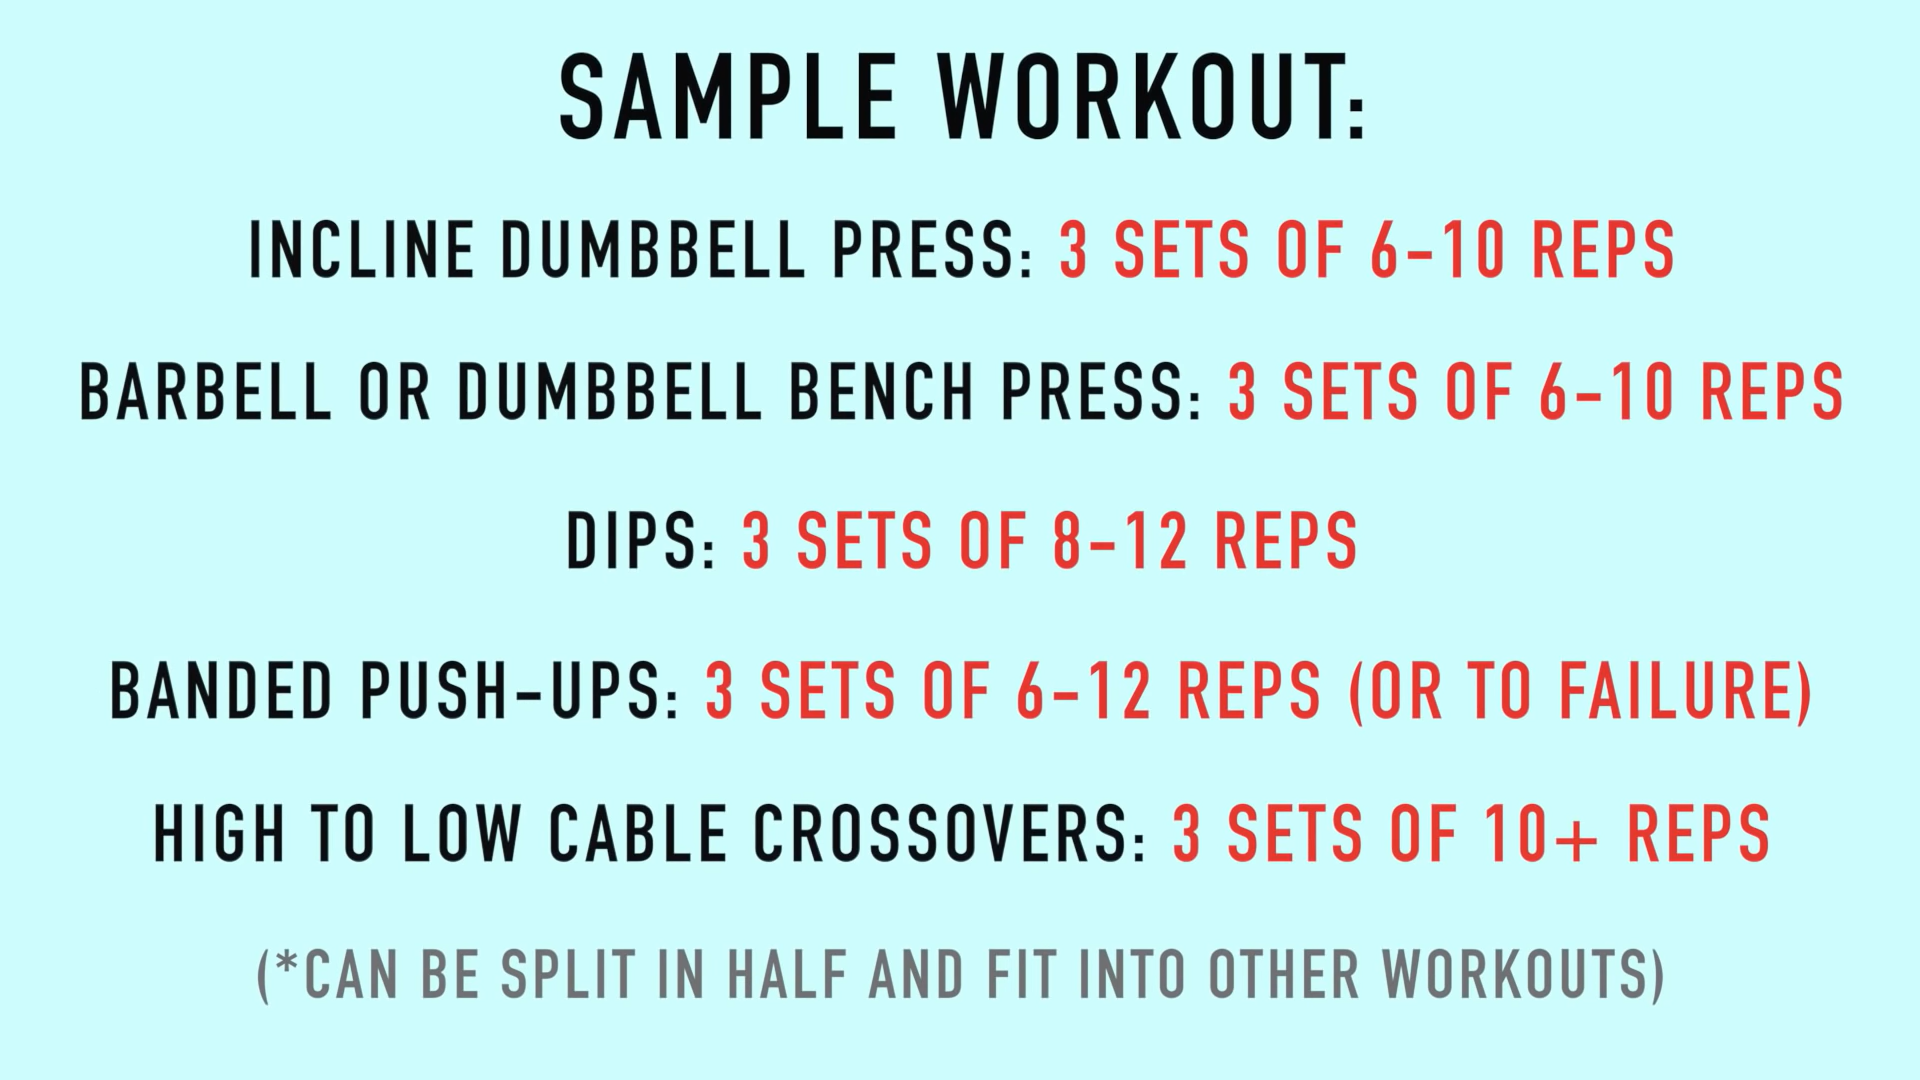 SAMPLE WORKOUT:
INCLINE DUMBBELL PRESS: 3 SETS OF 6-10 REPS
BARBELL OR DUMBBELL BENCH PRESS: 3 SETS OF 6-10 REPS
DIPS: 3 SETS OF 8-12 REPS
BANDED PUSH-UPS: 3 SETS OF 6-12 REPS (OR TO FAILURE)
HIGH TO LOW CABLE CROSSOVERS: 3 SETS OF 10+ REPS
(*CAN BE SPLIT IN HALF AND FIT INTO OTHER WORKOUTS)